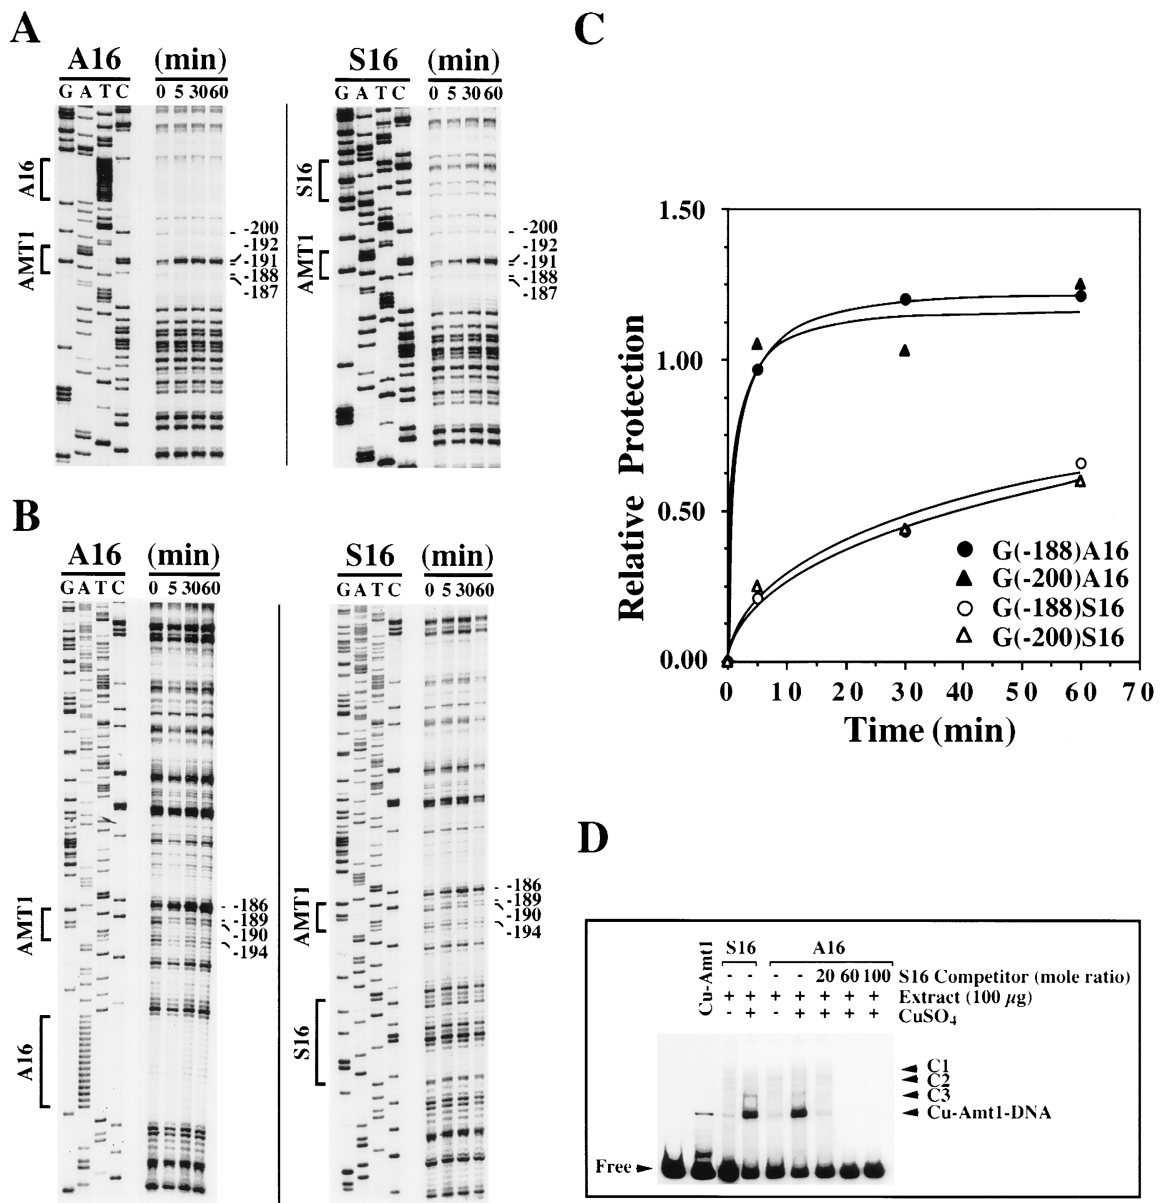 A
A16 (min)
G A T C 0 5 30 60
A16
AMT1
S16 (min)
G A T C 0 5 30 60
S16
AMT1
-200
-192
-191
-188
-187
-200
-192
-191
-188
-187
B
A16 (min)
G A T C 0 5 30 60
AMT1
A16
S16 (min)
G A T C 0 5 30 60
AMT1
S16
-186
-189
-190
-194
-186
-189
-190
-194
C
Relative Protection
1.50
1.00
0.50
0.00
0 10 20 30 40 50 60 70
Time (min)
G(-188)A16
G(-200)A16
G(-188)S16
G(-200)S16
D
Cu-Amt1
S16 A16
- - - - 20 60 100 S16 Competitor (mole ratio)
+ + + + + + + Extract (100 µg)
- + - + + + + CuSO4
C1
C2
C3
Cu-Amt1-DNA
Free